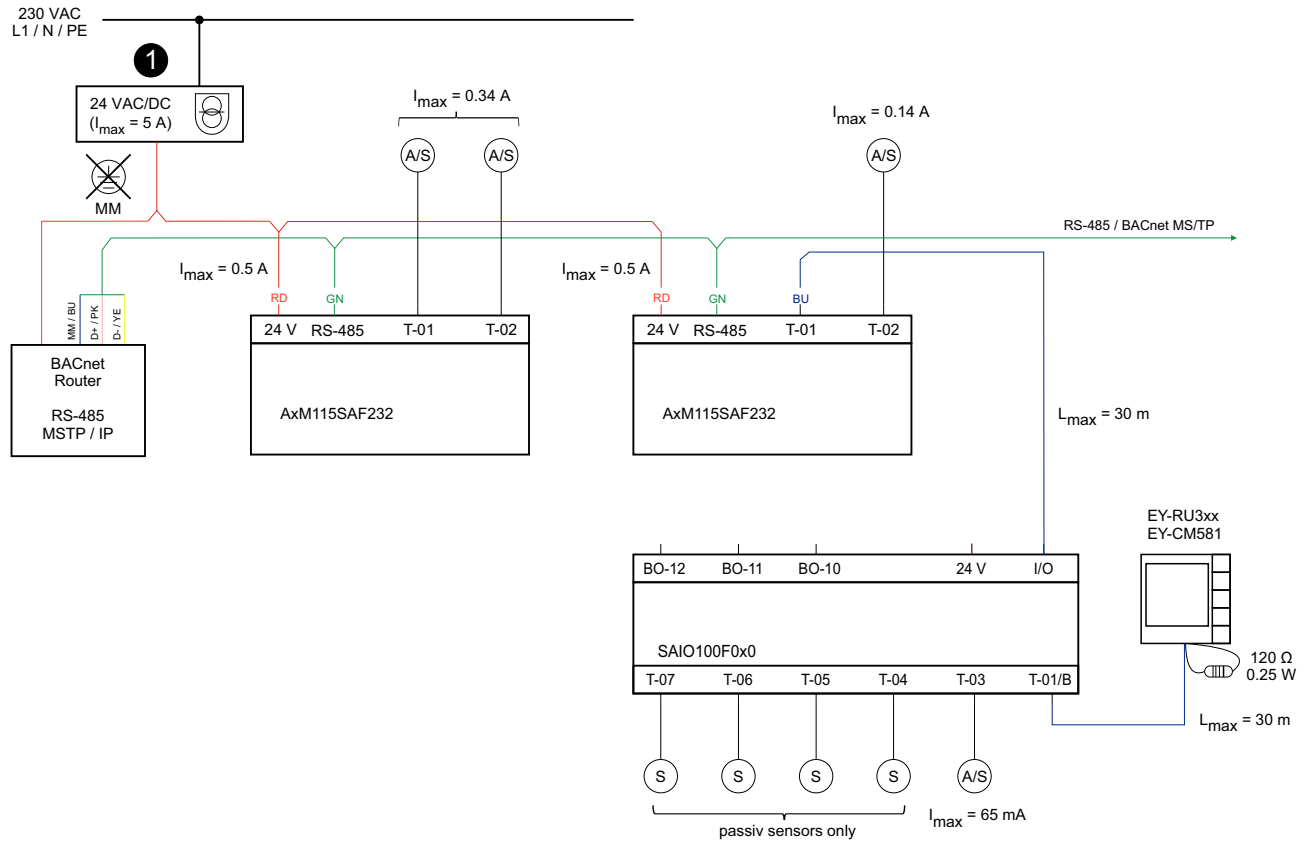 230 VAC
L1 / N / PE
1
24 VAC/DC
(Imax = 5 A)
MM
Imax = 0.34 A
A/S
A/S
Imax = 0.14 A
A/S
RS-485 / BACnet MS/TP
Imax = 0.5 A
Imax = 0.5 A
RD
GN
RD
GN
BU
MM / BU
D+ / PK
D- / YE
BACnet
Router
RS-485
MSTP / IP
24 V
RS-485
T-01
T-02
AxM115SAF232
24 V
RS-485
T-01
T-02
AxM115SAF232
Lmax = 30 m
EY-RU3xx
EY-CM581
120 Ω
0.25 W
Lmax = 30 m
BO-12
BO-11
BO-10
24 V
I/O
SAIO100F0x0
T-07
T-06
T-05
T-04
T-03
T-01/B
S
S
S
S
A/S
passiv sensors only
Imax = 65 mA